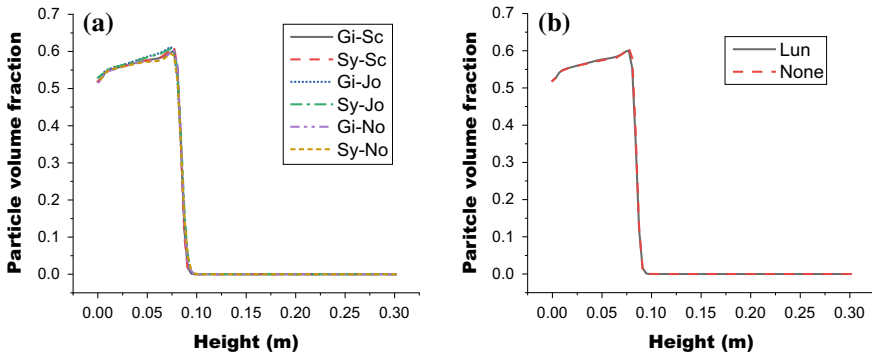 (a)
Particle volume fraction
0.7
0.6
0.5
0.4
0.3
0.2
0.1
0.0
Gi-Sc
Sy-Sc
Gi-Jo
Sy-Jo
Gi-No
Sy-No
0.00 0.05 0.10 0.15 0.20 0.25 0.30
Height (m)
(b)
Paritcle volume fraction
0.7
0.6
0.5
0.4
0.3
0.2
0.1
0.0
Lun
None
0.00 0.05 0.10 0.15 0.20 0.25 0.30
Height (m)